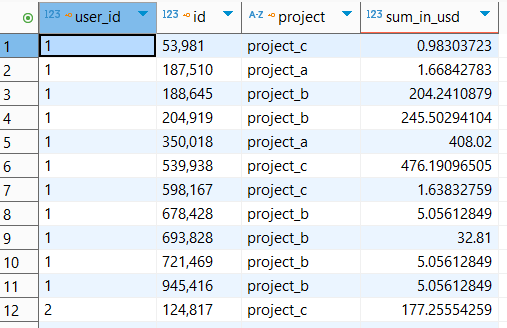 123 user_id 123 id A-Z project 123 sum_in_usd
1 1 53,981 project_c 0.98303723
2 1 187,510 project_a 1.66842783
3 1 188,645 project_b 204.2410879
4 1 204,919 project_b 245.50294104
5 1 350,018 project_a 408.02
6 1 539,938 project_c 476.19096505
7 1 598,167 project_c 1.63832759
8 1 678,428 project_b 5.05612849
9 1 693,828 project_b 32.81
10 1 721,469 project_b 5.05612849
11 1 945,416 project_b 5.05612849
12 2 124,817 project_c 177.25554259